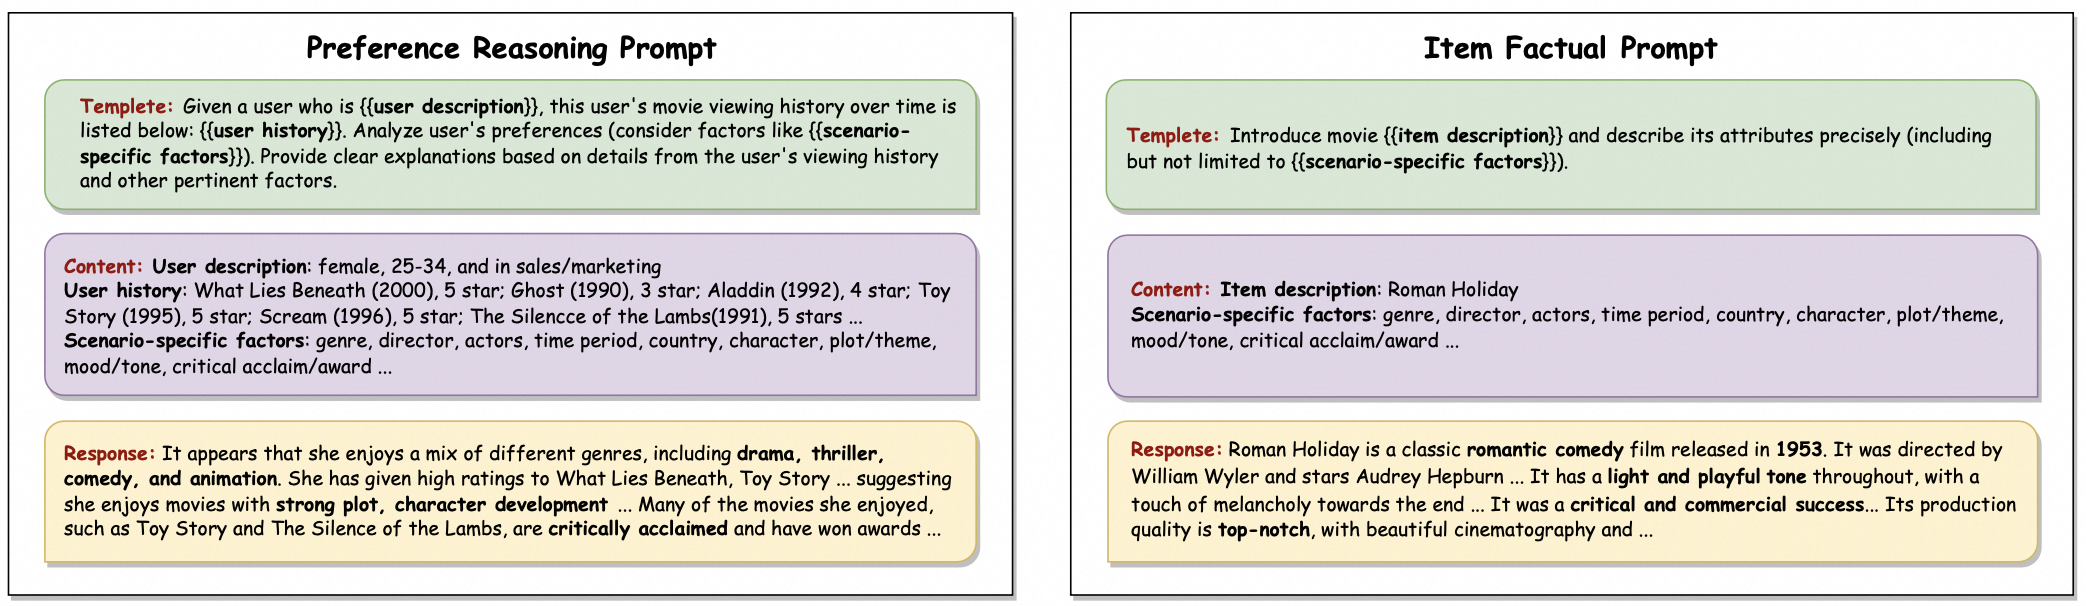 Preference Reasoning Prompt
Templete: Given a user who is {{user description}}, this user's movie viewing history over time is
listed below: {{user history}}. Analyze user's preferences (consider factors like {{scenario-
specific factors}}). Provide clear explanations based on details from the user's viewing history
and other pertinent factors.
Content: User description: female, 25-34, and in sales/marketing
User history: What Lies Beneath (2000), 5 star; Ghost (1990), 3 star; Aladdin (1992), 4 star; Toy
Story (1995), 5 star; Scream (1996), 5 star; The Silencce of the Lambs(1991), 5 stars ...
Scenario-specific factors: genre, director, actors, time period, country, character, plot/theme,
mood/tone, critical acclaim/award ...
Response: It appears that she enjoys a mix of different genres, including drama, thriller,
comedy, and animation. She has given high ratings to What Lies Beneath, Toy Story ... suggesting
she enjoys movies with strong plot, character development ... Many of the movies she enjoyed,
such as Toy Story and The Silence of the Lambs, are critically acclaimed and have won awards ...
Item Factual Prompt
Templete: Introduce movie {{item description}} and describe its attributes precisely (including
but not limited to {{scenario-specific factors}}).
Content: Item description: Roman Holiday
Scenario-specific factors: genre, director, actors, time period, country, character, plot/theme,
mood/tone, critical acclaim/award ...
Response: Roman Holiday is a classic romantic comedy film released in 1953. It was directed by
William Wyler and stars Audrey Hepburn ... It has a light and playful tone throughout, with a
touch of melancholy towards the end ... It was a critical and commercial success... Its production
quality is top-notch, with beautiful cinematography and ...